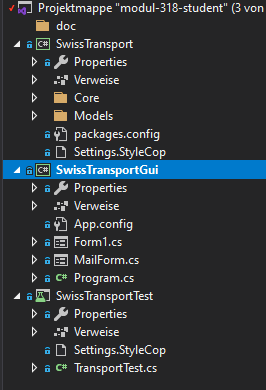 Projektmappe "modul-318-student" (3 von
doc
C# SwissTransport
Properties
Verweise
Core
Models
packages.config
Settings.StyleCop
C# SwissTransportGui
Properties
Verweise
App.config
Form1.cs
MailForm.cs
C# Program.cs
SwissTransportTest
Properties
Verweise
Settings.StyleCop
C# TransportTest.cs